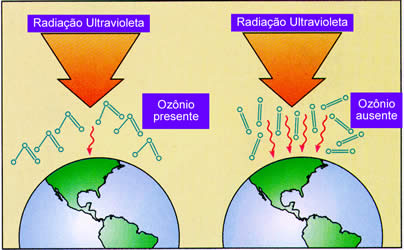 Radiação Ultravioleta
Ozônio
presente
Radiação Ultravioleta
Ozônio
ausente